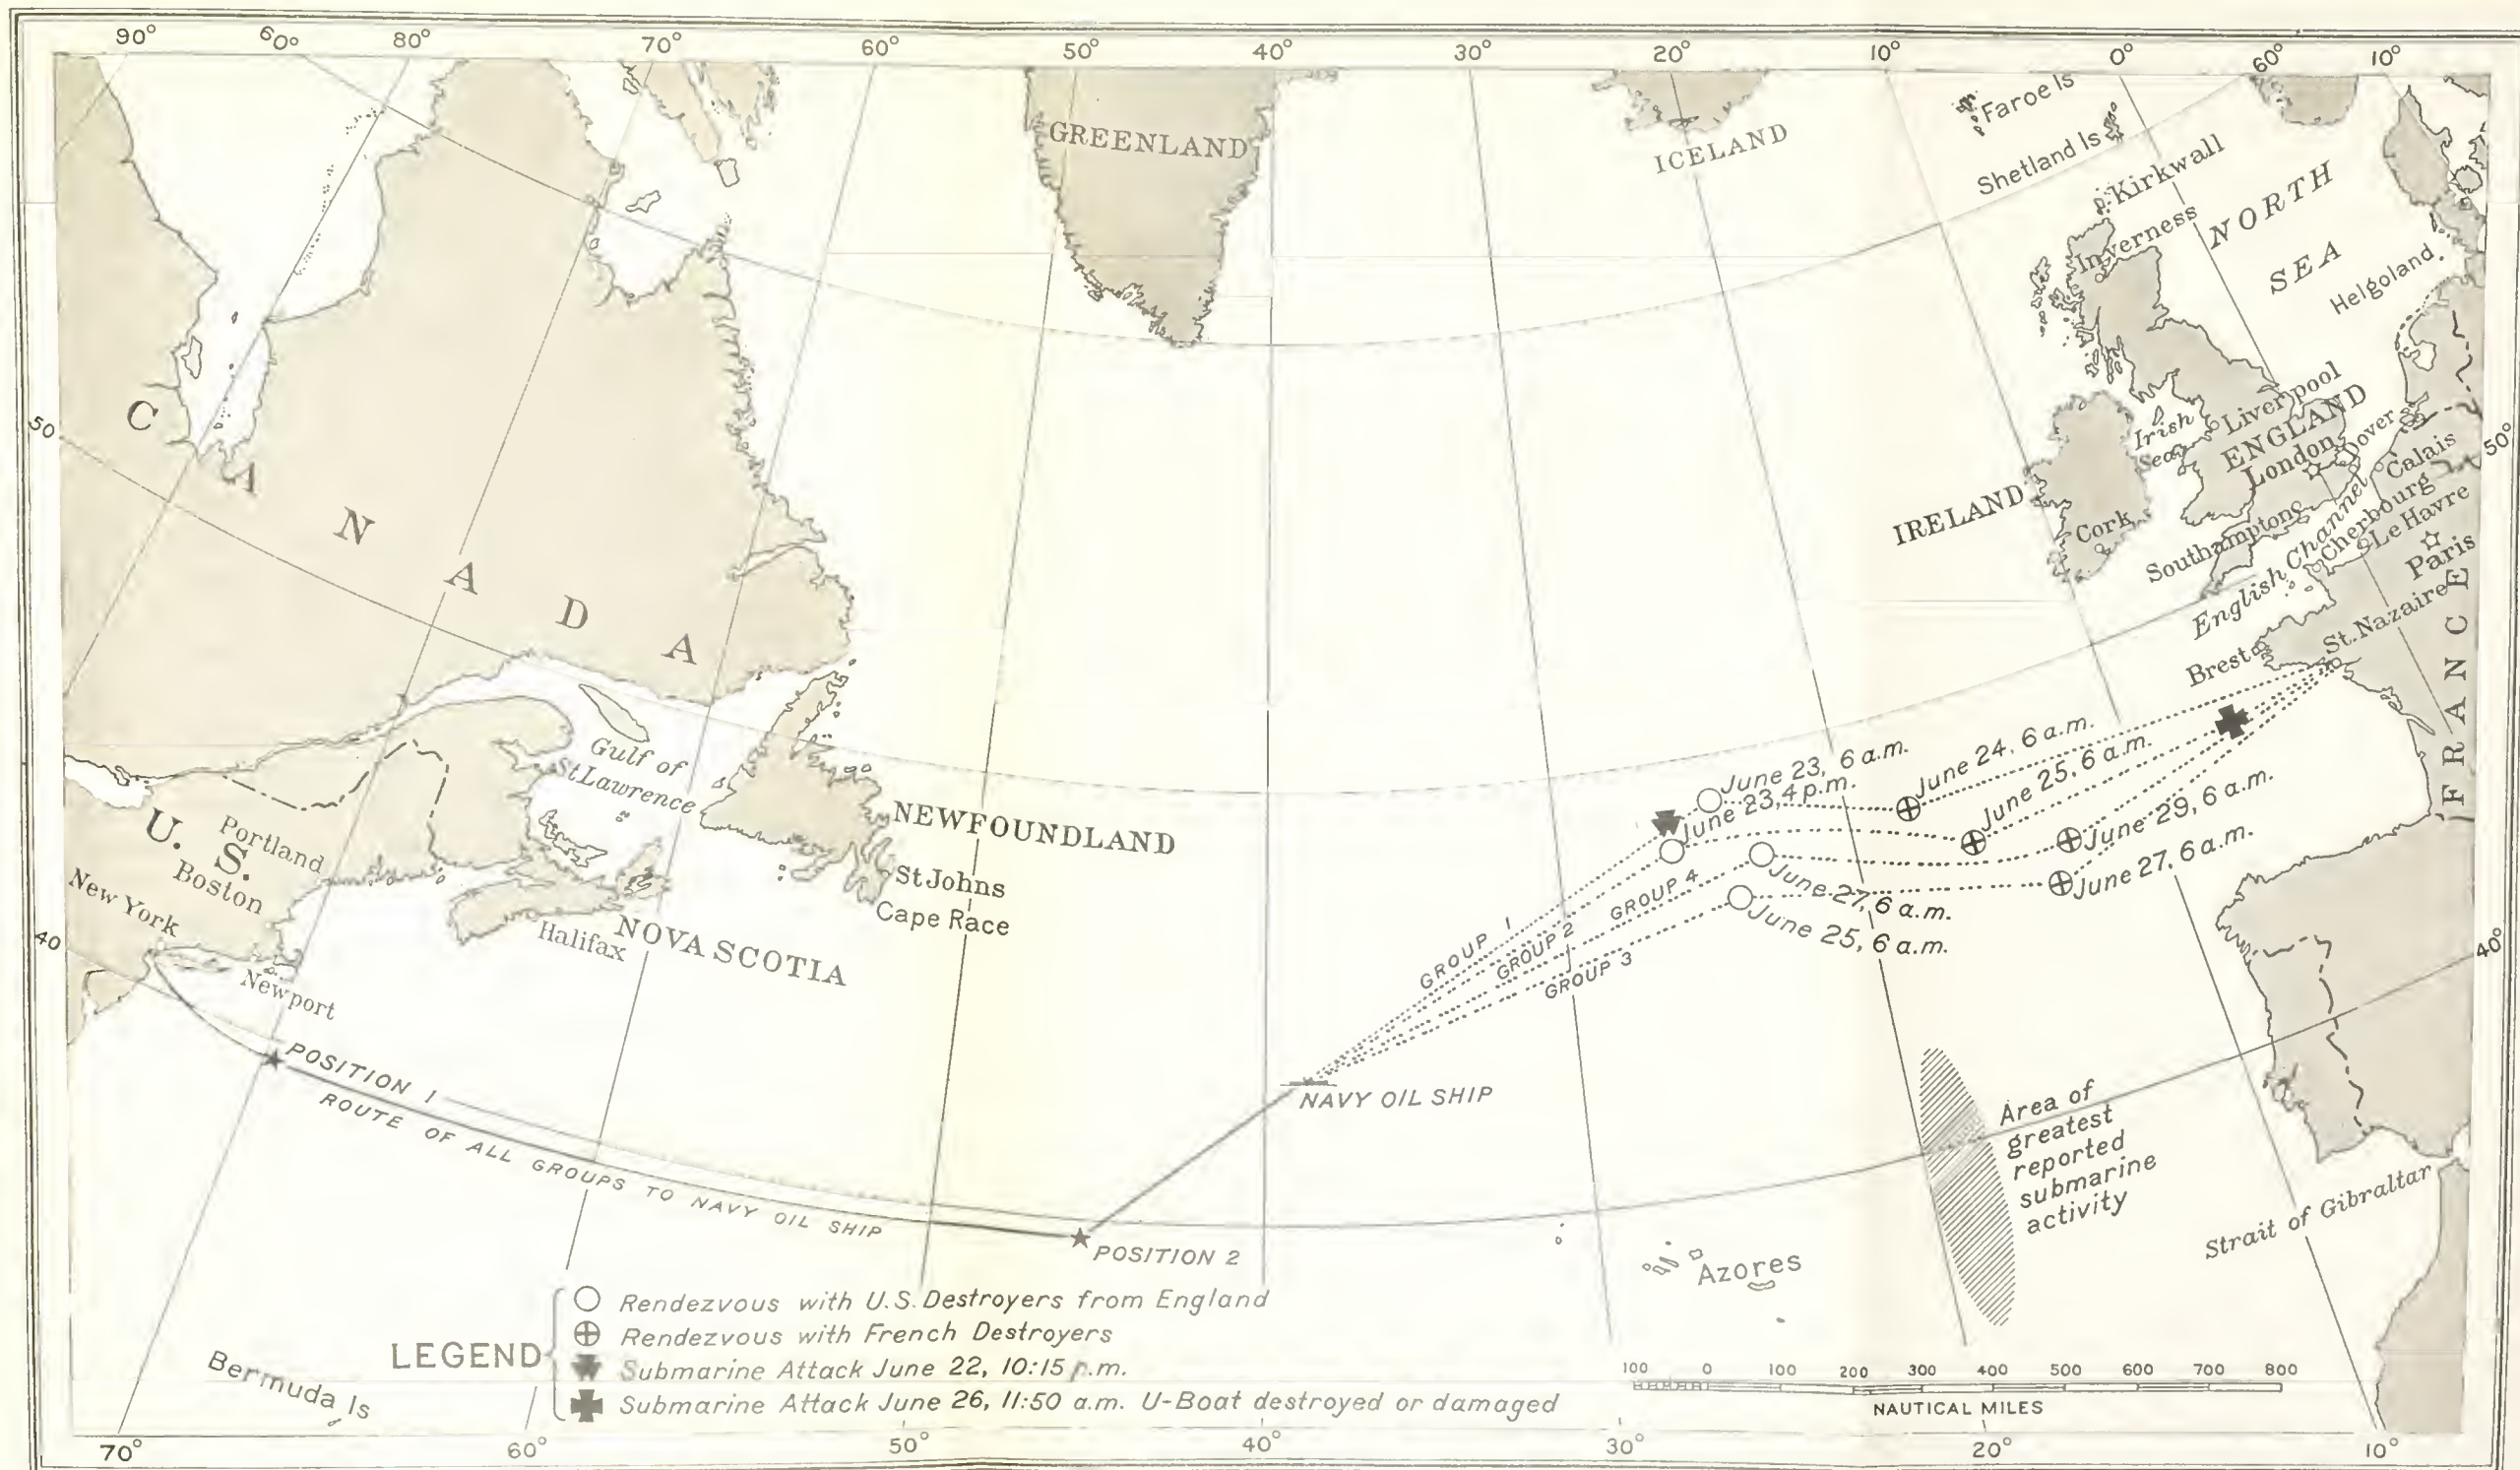 90° 60° 80° 70° 60° 50° 40° 30° 20° 10° 0° 60° 10°
GREENLAND
ICELAND
Faroe Is
Shetland Is
Kirkwall
Inverness
NORTH
SEA
Helgoland
50
50°
CANADA
Irish
Sea
Liverpool
ENGLAND
London
Dover
Calais
IRELAND
Cork
Southampton
English Channel
Cherbourg
Le Havre
Paris
Brest
St. Nazaire
FRANCE
Gulf of
St Lawrence
NEWFOUNDLAND
St Johns
Cape Race
U. S.
Portland
Boston
New York
Newport
Halifax
NOVA SCOTIA
40
40°
June 23, 6 a.m.
June 23, 4 p.m.
June 24, 6 a.m.
June 25, 6 a.m.
June 29, 6 a.m.
June 27, 6 a.m.
June 27, 6 a.m.
June 25, 6 a.m.
GROUP 1
GROUP 2
GROUP 4
GROUP 3
POSITION 1
ROUTE OF ALL GROUPS TO NAVY OIL SHIP
NAVY OIL SHIP
POSITION 2
Azores
Area of
greatest
reported
submarine
activity
Strait of Gibraltar
Bermuda Is
LEGEND
Rendezvous with U.S. Destroyers from England
Rendezvous with French Destroyers
Submarine Attack June 22, 10:15 p.m.
Submarine Attack June 26, 11:50 a.m. U-Boat destroyed or damaged
100 0 100 200 300 400 500 600 700 800
NAUTICAL MILES
70° 60° 50° 40° 30° 20° 10°